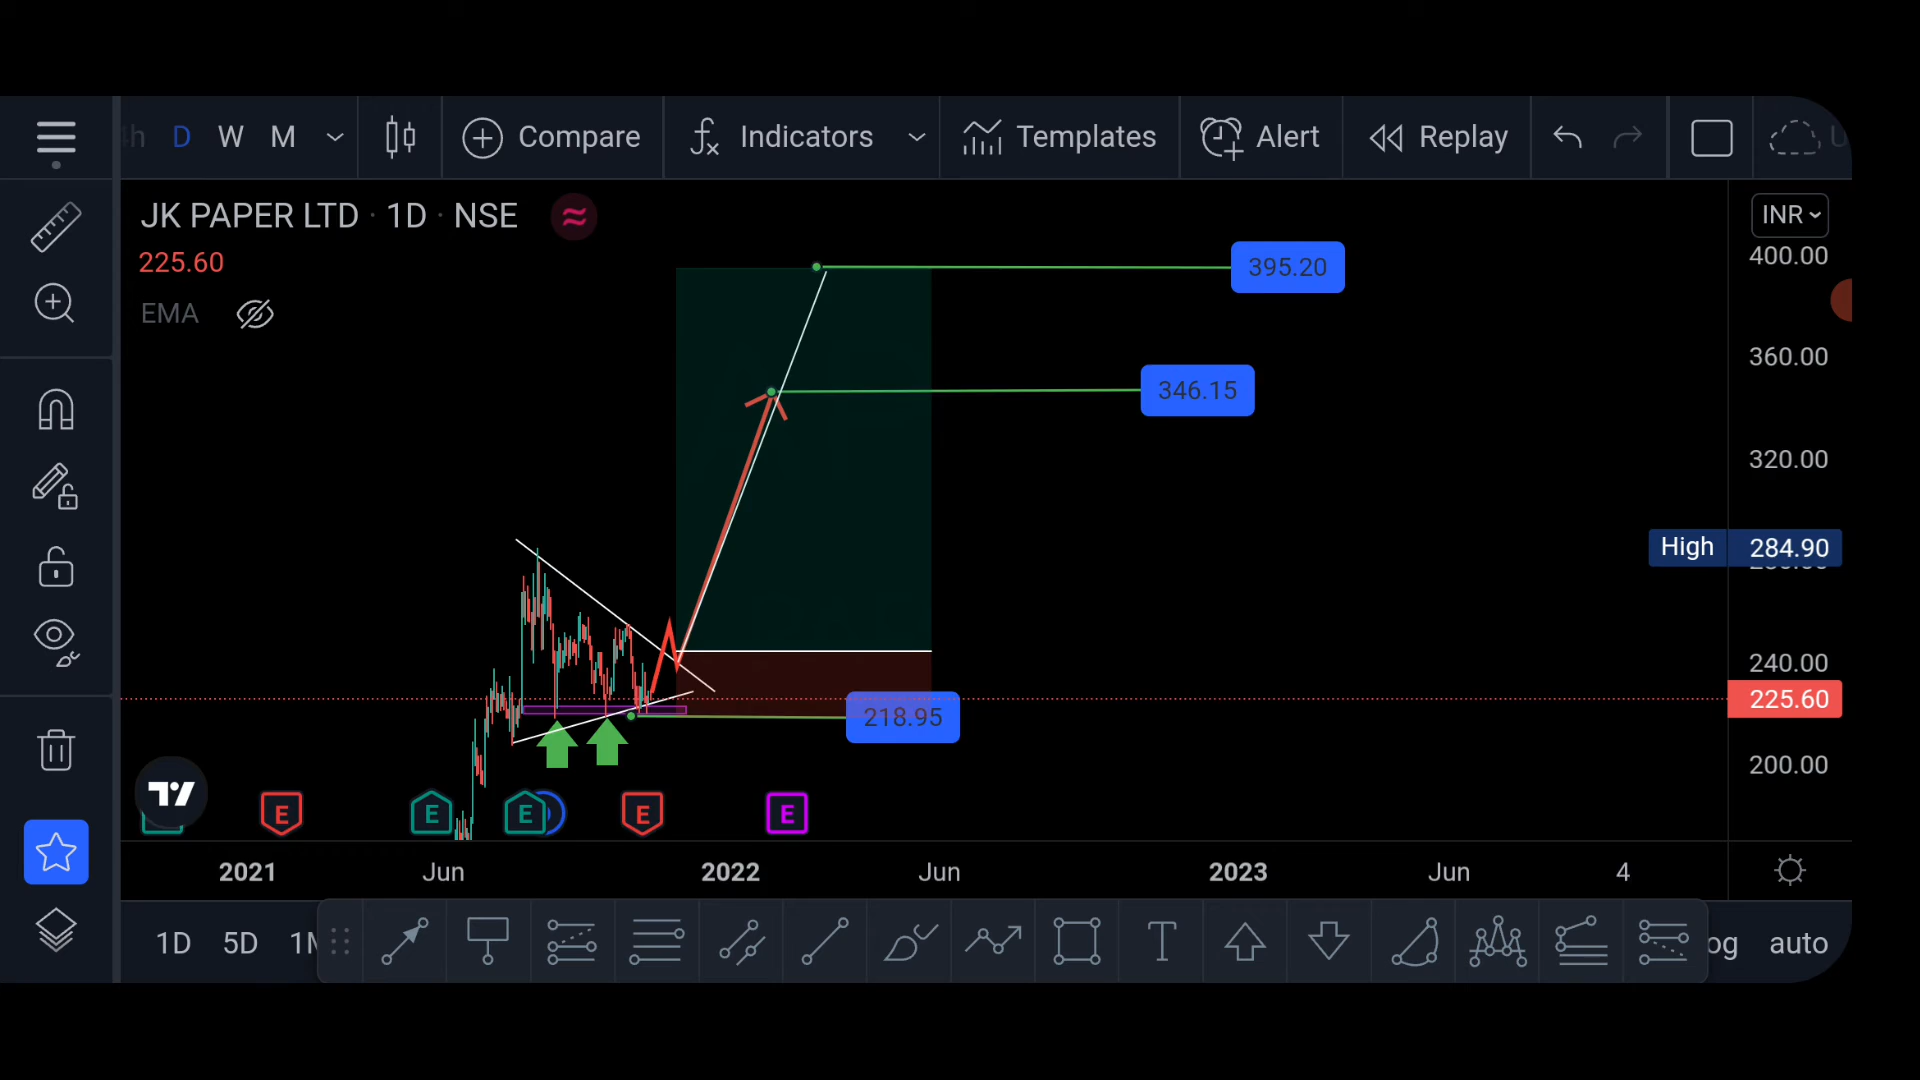 h D W M Compare Indicators Templates Alert Replay
JK PAPER LTD · 1D · NSE
INR
225.60
EMA
395.20
400.00
360.00
346.15
320.00
High 284.90
240.00
225.60
218.95
200.00
E E E E E
2021 Jun 2022 Jun 2023 Jun 4
1D 5D 1M T og auto